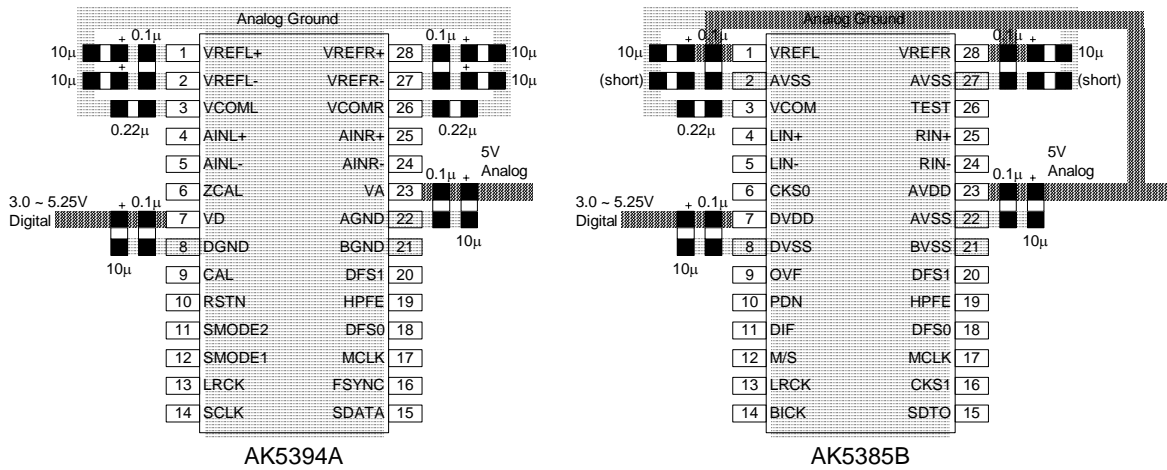 Analog Ground
10μ + 0.1μ 1 VREFL+ VREFR+ 28 0.1μ + 10μ
10μ + 2 VREFL- VREFR- 27 + 10μ
3 VCOML VCOMR 26
0.22μ 0.22μ
4 AINL+ AINR+ 25
5 AINL- AINR- 24
5V
Analog
6 ZCAL VA 23 0.1μ +
3.0 ~ 5.25V
Digital
+ 0.1μ
7 VD AGND 22
10μ
8 DGND BGND 21
10μ
9 CAL DFS1 20
10 RSTN HPFE 19
11 SMODE2 DFS0 18
12 SMODE1 MCLK 17
13 LRCK FSYNC 16
14 SCLK SDATA 15
AK5394A
Analog Ground
10μ + 0.1μ 1 VREFL VREFR 28 0.1μ + 10μ
(short) 2 AVSS AVSS 27 (short)
3 VCOM TEST 26
0.22μ
4 LIN+ RIN+ 25
5 LIN- RIN- 24
5V
Analog
6 CKS0 AVDD 23 0.1μ +
3.0 ~ 5.25V
Digital
+ 0.1μ
7 DVDD AVSS 22
10μ
8 DVSS BVSS 21
10μ
9 OVF DFS1 20
10 PDN HPFE 19
11 DIF DFS0 18
12 M/S MCLK 17
13 LRCK CKS1 16
14 BICK SDTO 15
AK5385B